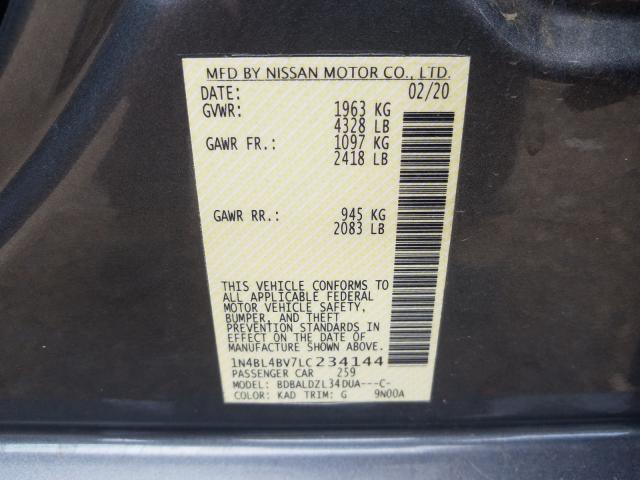 MFD BY NISSAN MOTOR CO., LTD.
DATE: 02/20
GVWR: 1963 KG
4328 LB
GAWR FR.: 1097 KG
2418 LB
GAWR RR.: 945 KG
2083 LB
THIS VEHICLE CONFORMS TO
ALL APPLICABLE FEDERAL
MOTOR VEHICLE SAFETY,
BUMPER, AND THEFT
PREVENTION STANDARDS IN
EFFECT ON THE DATE OF
MANUFACTURE SHOWN ABOVE.
1N4BL4BV7LC234144
PASSENGER CAR 259
MODEL: BDBALDZL34DUA---C-
COLOR: KAD TRIM: G 9N00A